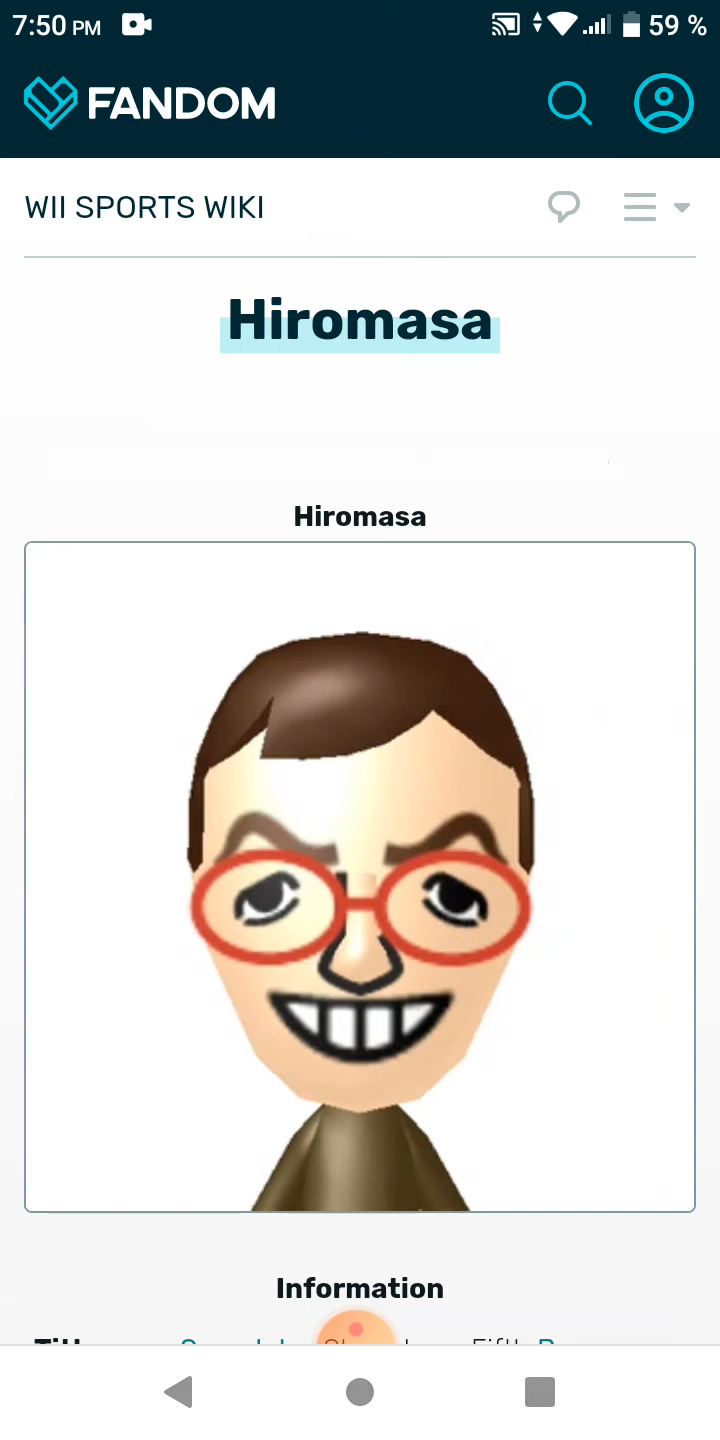 7:50 PM 59 %
FANDOM
WII SPORTS WIKI
Hiromasa
Hiromasa
Information